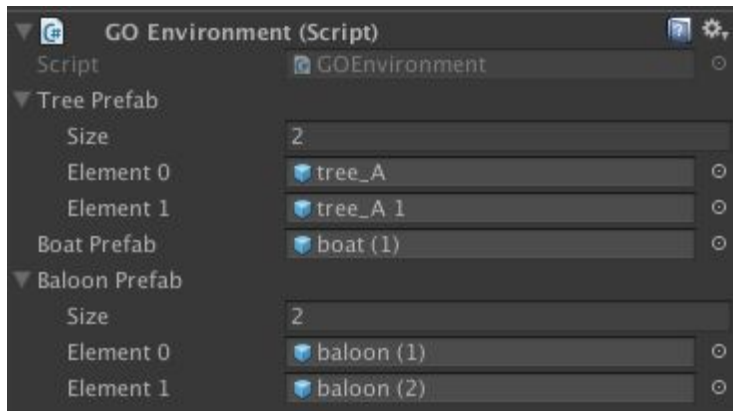 GO Environment (Script)
Script GOEnvironment
Tree Prefab
Size 2
Element 0 tree_A
Element 1 tree_A 1
Boat Prefab boat (1)
Baloon Prefab
Size 2
Element 0 baloon (1)
Element 1 baloon (2)